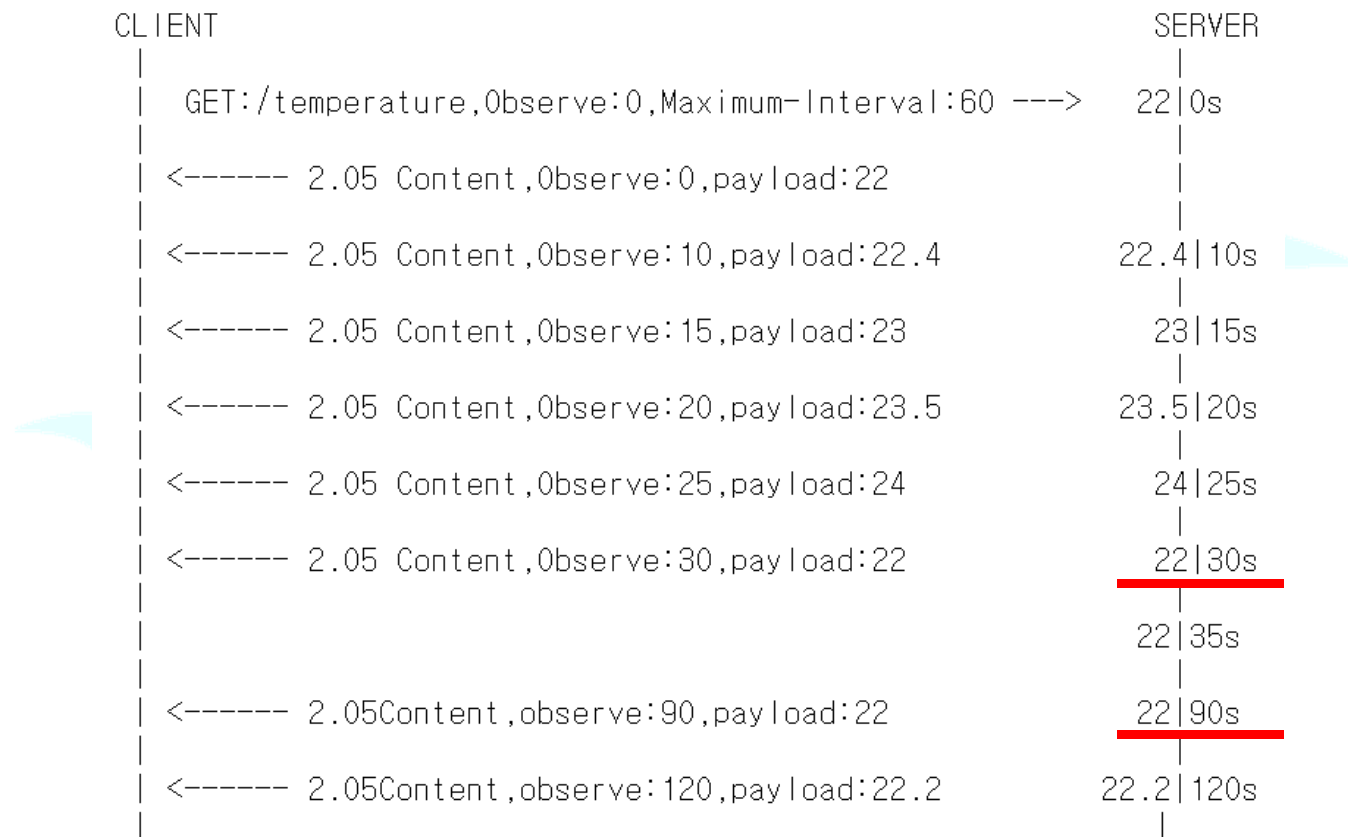 CLIENT SERVER
GET:/temperature,Observe:0,Maximum-Interval:60 ---> 22|0s
<------ 2.05 Content,Observe:0,payload:22
<------ 2.05 Content,Observe:10,payload:22.4 22.4|10s
<------ 2.05 Content,Observe:15,payload:23 23|15s
<------ 2.05 Content,Observe:20,payload:23.5 23.5|20s
<------ 2.05 Content,Observe:25,payload:24 24|25s
<------ 2.05 Content,Observe:30,payload:22 22|30s
22|35s
<------ 2.05Content,observe:90,payload:22 22|90s
<------ 2.05Content,observe:120,payload:22.2 22.2|120s